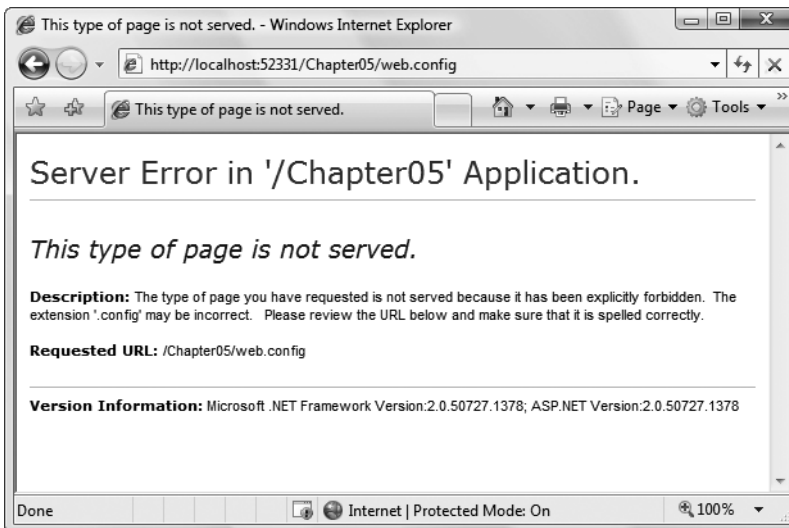 This type of page is not served. - Windows Internet Explorer
http://localhost:52331/Chapter05/web.config
This type of page is not served.
Page
Tools
Server Error in '/Chapter05' Application.
This type of page is not served.
Description: The type of page you have requested is not served because it has been explicitly forbidden. The
extension '.config' may be incorrect. Please review the URL below and make sure that it is spelled correctly.
Requested URL: /Chapter05/web.config
Version Information: Microsoft .NET Framework Version:2.0.50727.1378; ASP.NET Version:2.0.50727.1378
Done
Internet | Protected Mode: On
100%